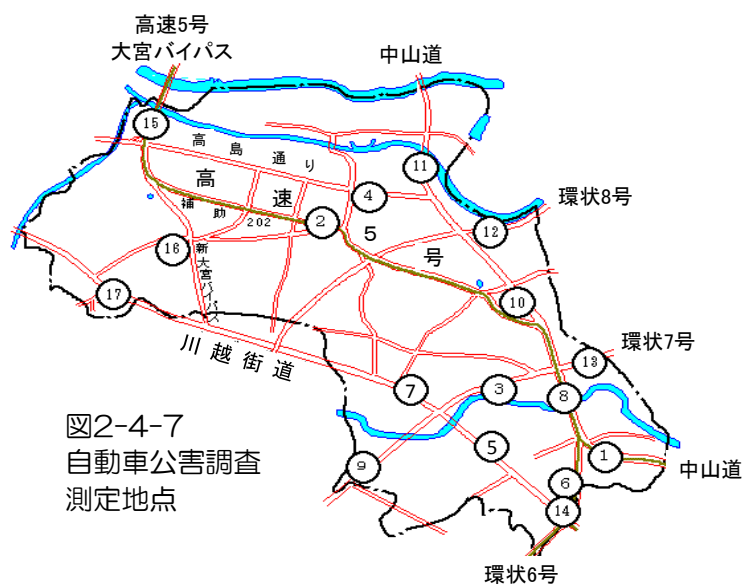 高速5号
大宮バイパス
中山道
15
高島通り
11
高速5号
4
環状8号
補助202
2
12
16
新大宮バイパス
17
10
川越街道
環状7号
13
7
3
8
図2-4-7
自動車公害調査
測定地点
5
1
9
中山道
6
14
環状6号